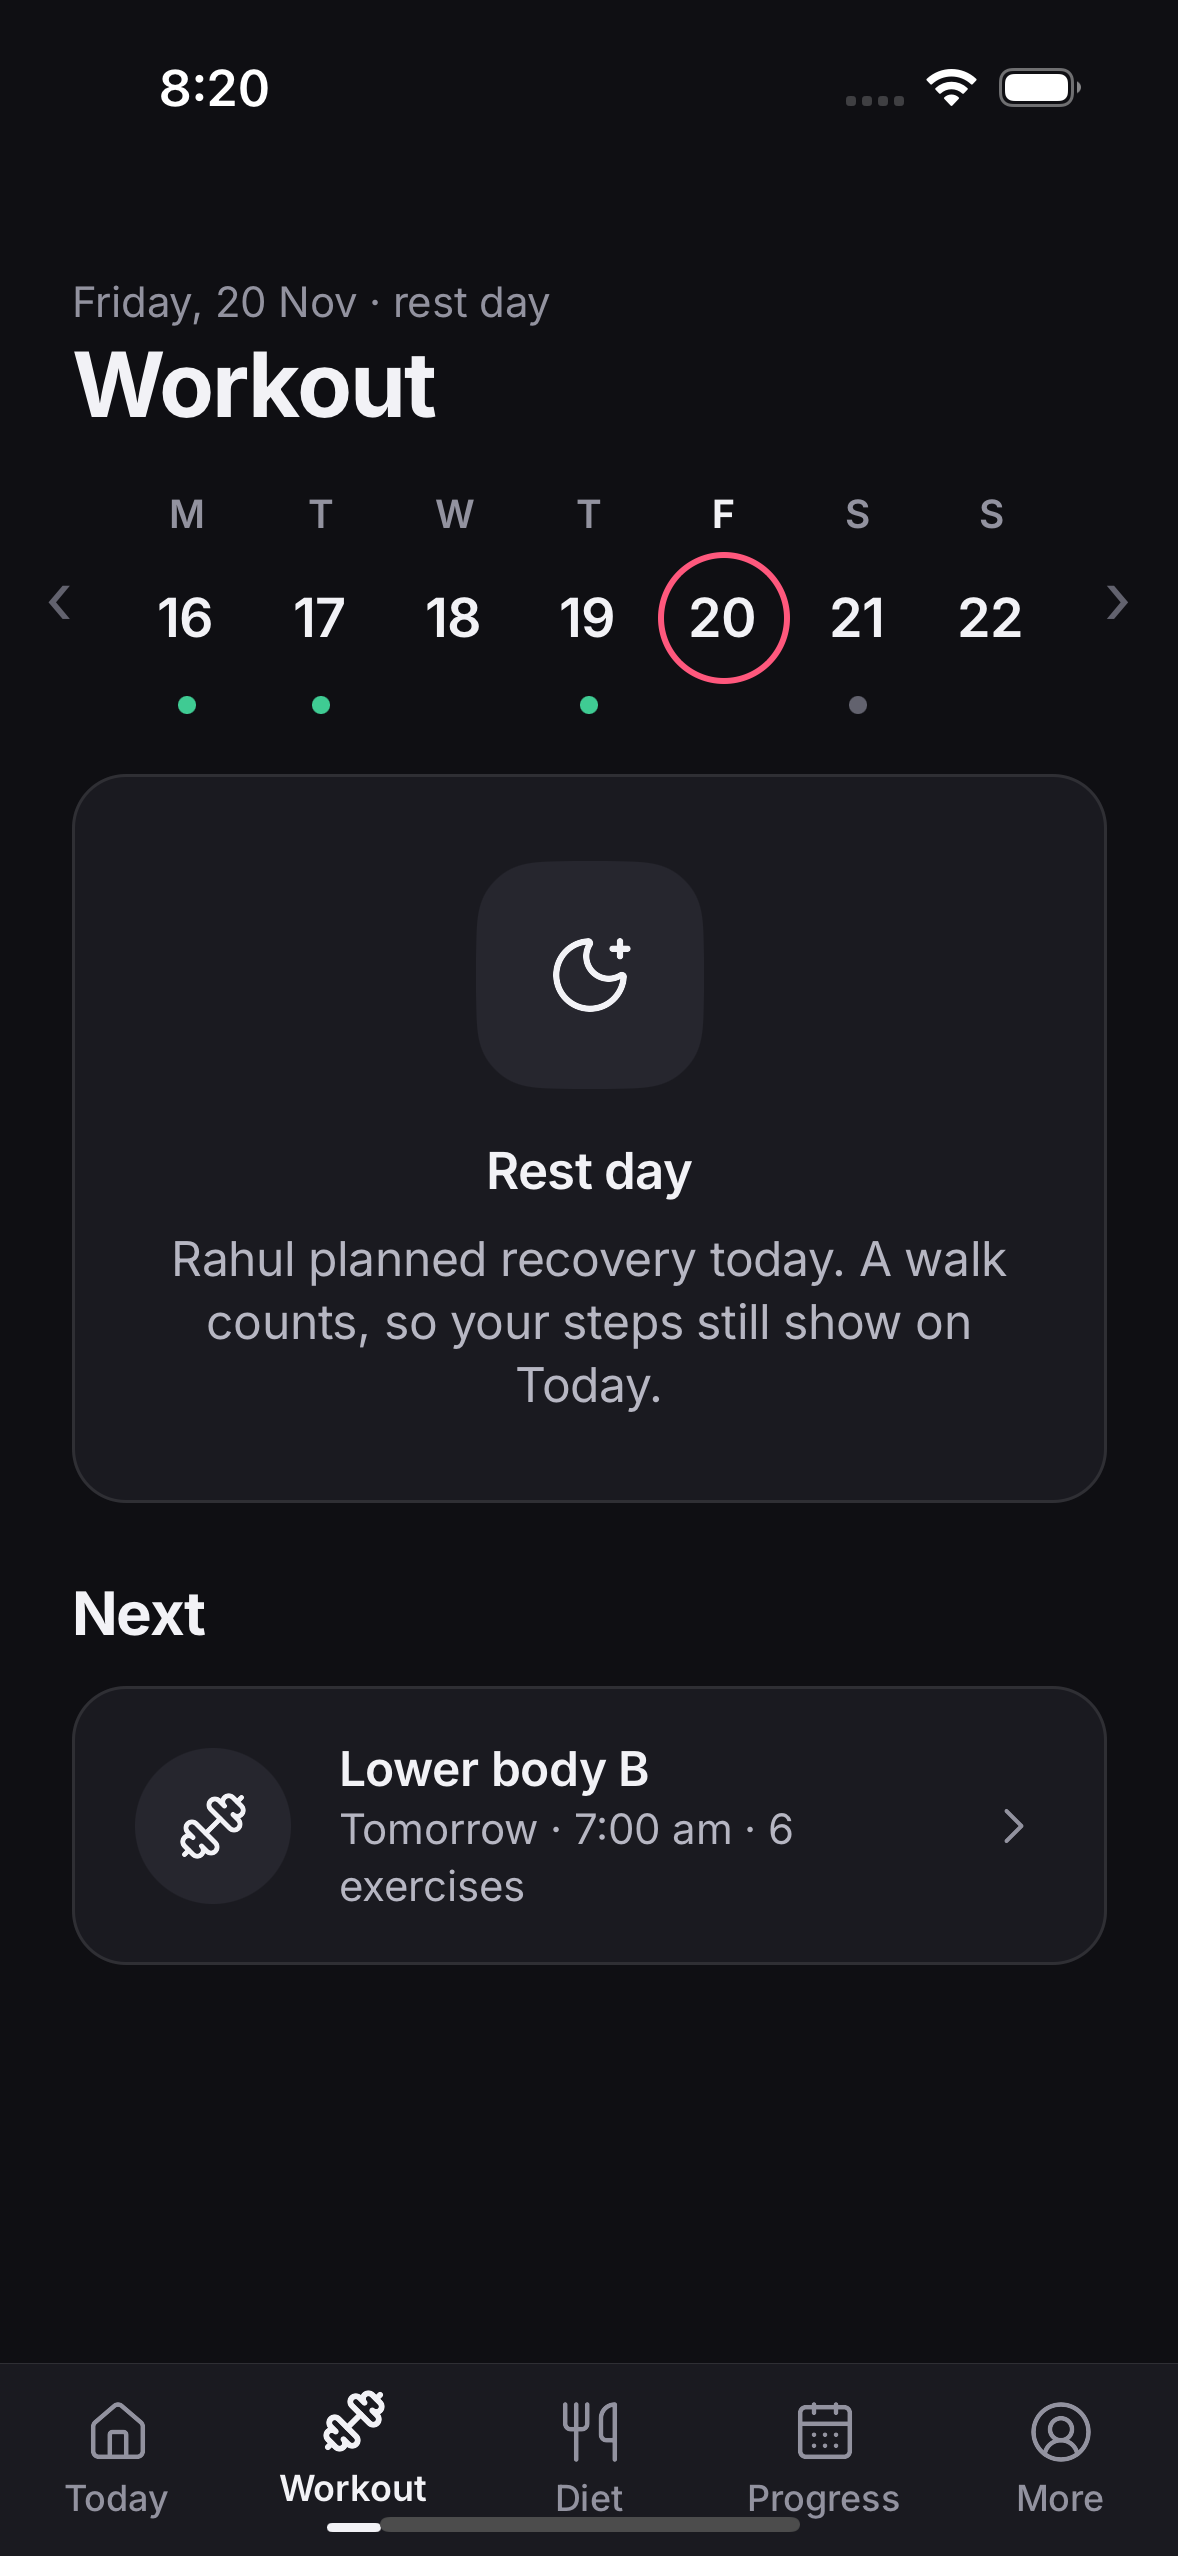 8:20
Friday, 20 Nov · rest day
Workout
M T W T F S S
16 17 18 19 20 21 22
Rest day
Rahul planned recovery today. A walk
counts, so your steps still show on
Today.
Next
Lower body B
Tomorrow · 7:00 am · 6
exercises
Today Workout Diet Progress More